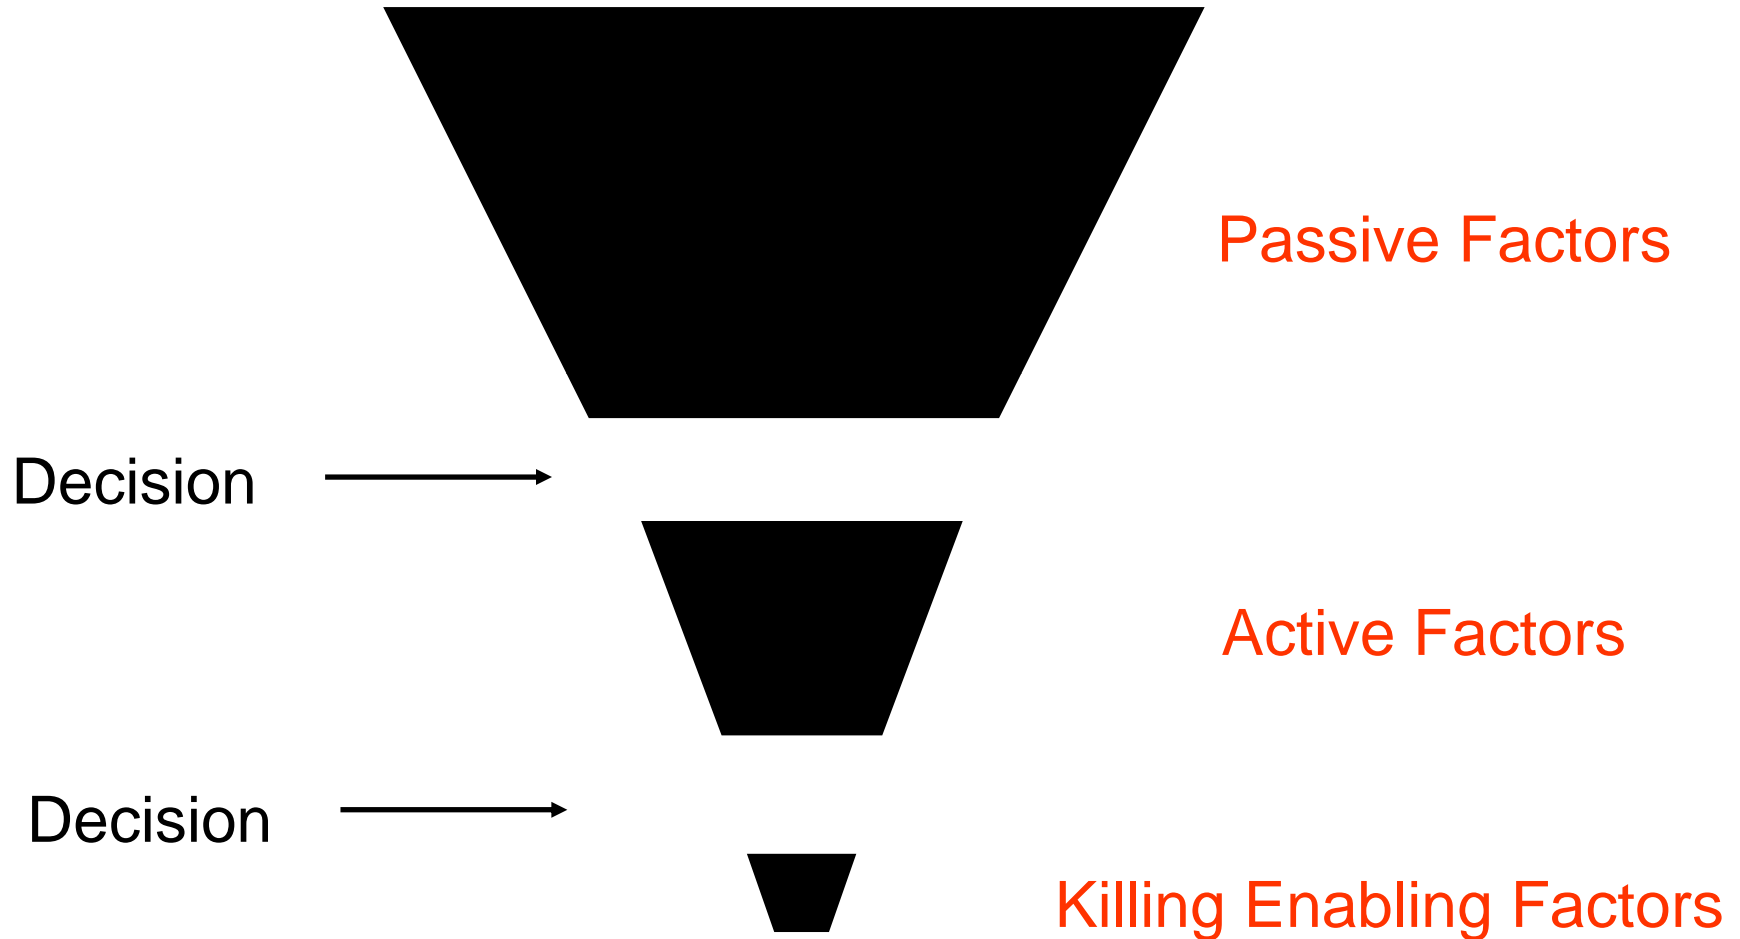 Passive Factors
Decision
Active Factors
Decision
Killing Enabling Factors